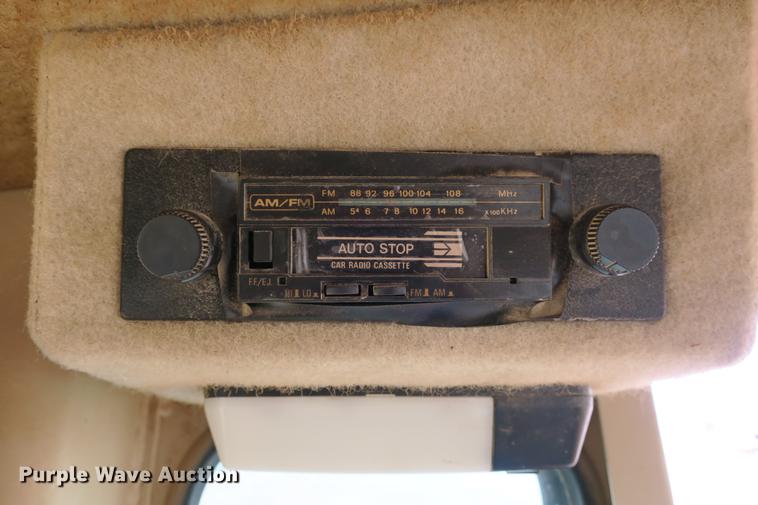 FM 88 92 96 100 104 108 MHz
AM/FM
AM 5⁴ 6 7 8 10 12 14 16 X100KHz
AUTO STOP
CAR RADIO CASSETTE
F.F/EJ.
HI LO FM AM
Purple Wave Auction